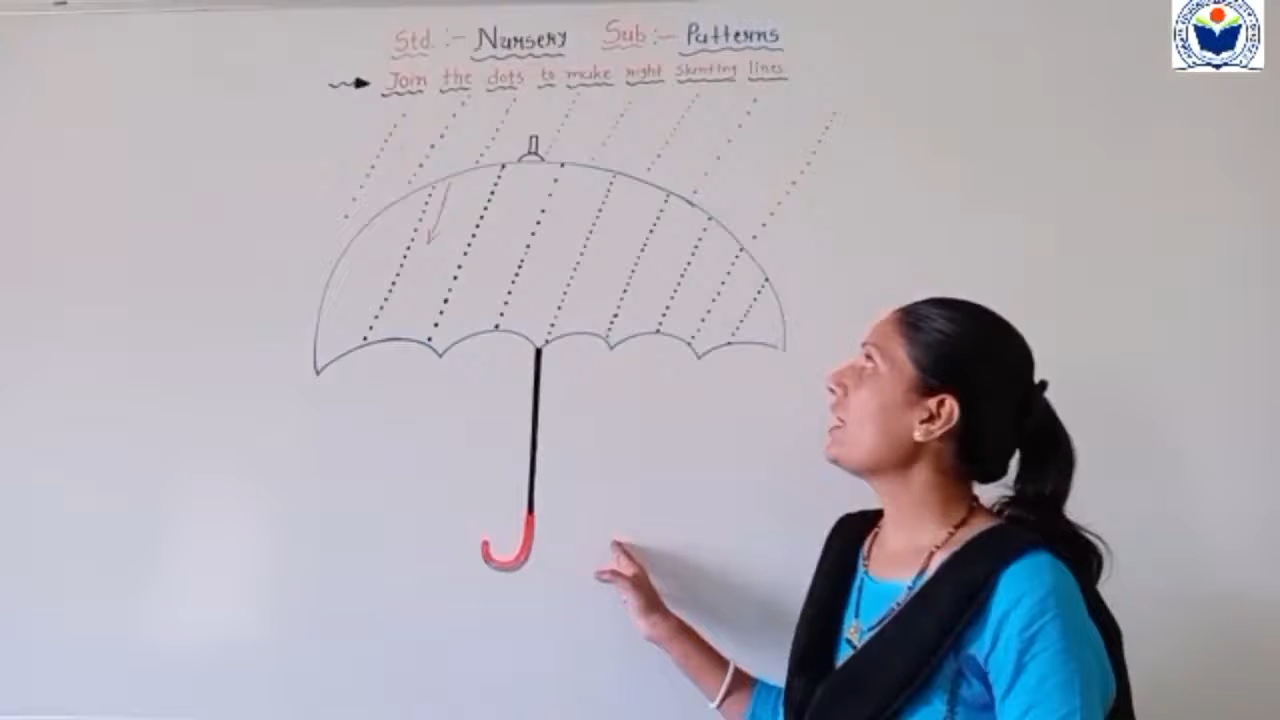 Std. :- Nursery Sub :- Patterns
Join the dots to make right slanting lines